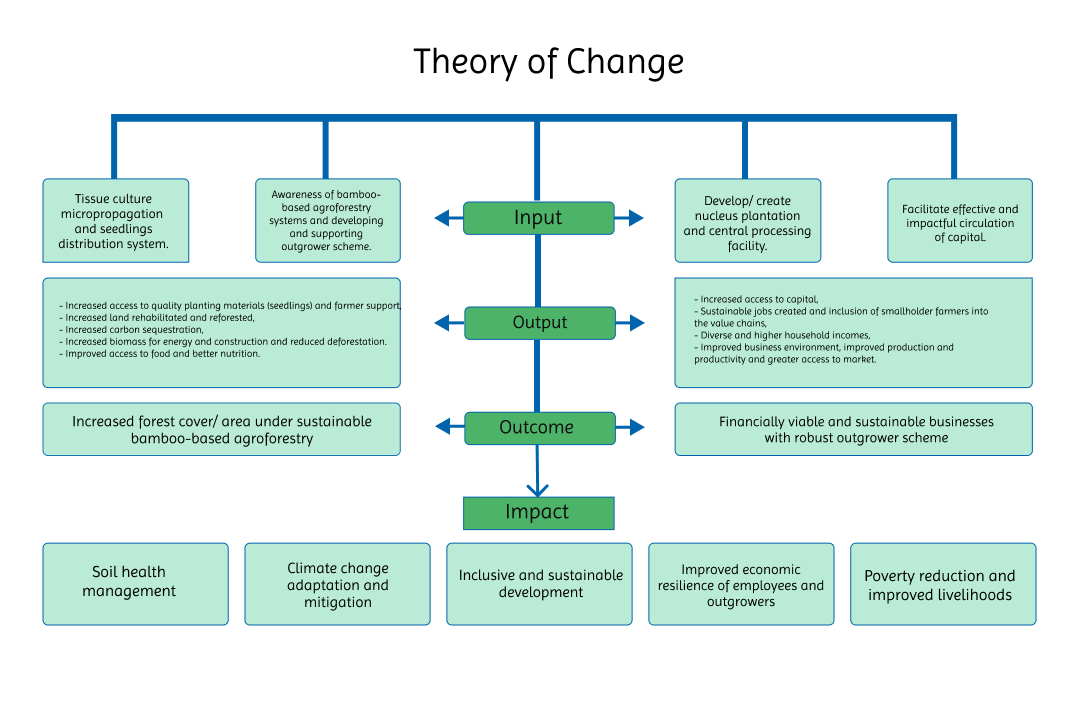 Theory of Change
Tissue culture
micropropagation
and seedlings
distribution system.
Awareness of bamboo-
based agroforestry
systems and developing
and supporting
outgrower scheme.
Input
Develop/ create
nucleus plantation
and central processing
facility.
Facilitate effective and
impactful circulation
of capital.
- Increased access to quality planting materials (seedlings) and farmer support,
- Increased land rehabilitated and reforested,
- Increased carbon sequestration,
- Increased biomass for energy and construction and reduced deforestation.
- Improved access to food and better nutrition.
Output
- Increased access to capital,
- Sustainable jobs created and inclusion of smallholder farmers into
the value chains,
- Diverse and higher household incomes,
- Improved business environment, improved production and
productivity and greater access to market.
Increased forest cover/ area under sustainable
bamboo-based agroforestry
Outcome
Financially viable and sustainable businesses
with robust outgrower scheme
Impact
Soil health
management
Climate change
adaptation and
mitigation
Inclusive and sustainable
development
Improved economic
resilience of employees and
outgrowers
Poverty reduction and
improved livelihoods